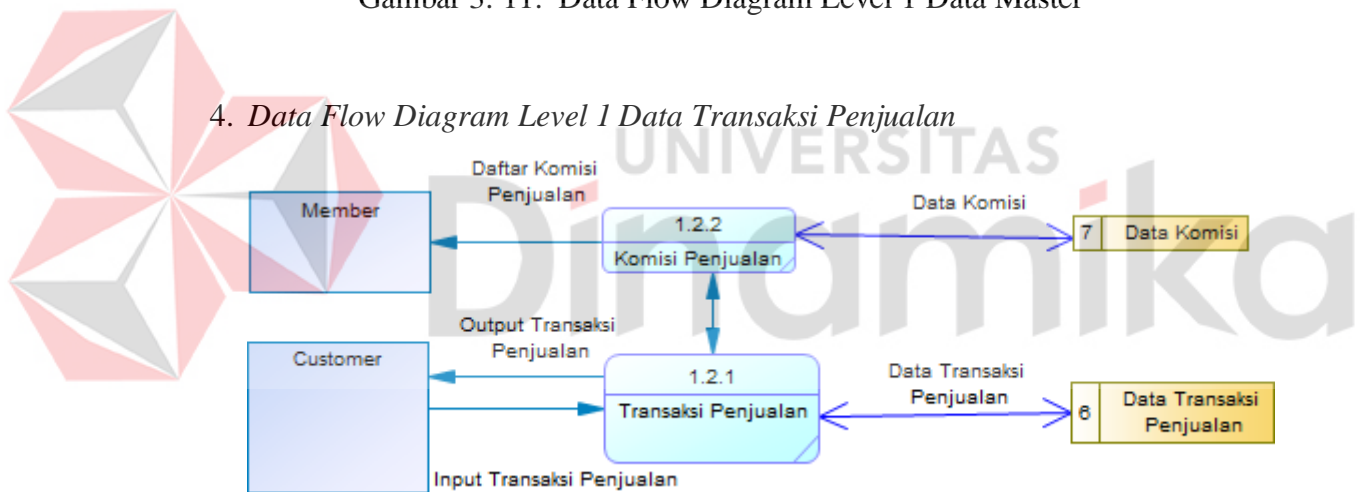 Gambar 3. 11. Data Flow Diagram Level 1 Data Master
4. Data Flow Diagram Level 1 Data Transaksi Penjualan
UNIVERSITAS
Dinamika
Daftar Komisi
Penjualan
Member
1.2.2
Komisi Penjualan
Data Komisi
7 Data Komisi
Output Transaksi
Penjualan
Customer
1.2.1
Transaksi Penjualan
Data Transaksi
Penjualan
6 Data Transaksi
Penjualan
Input Transaksi Penjualan